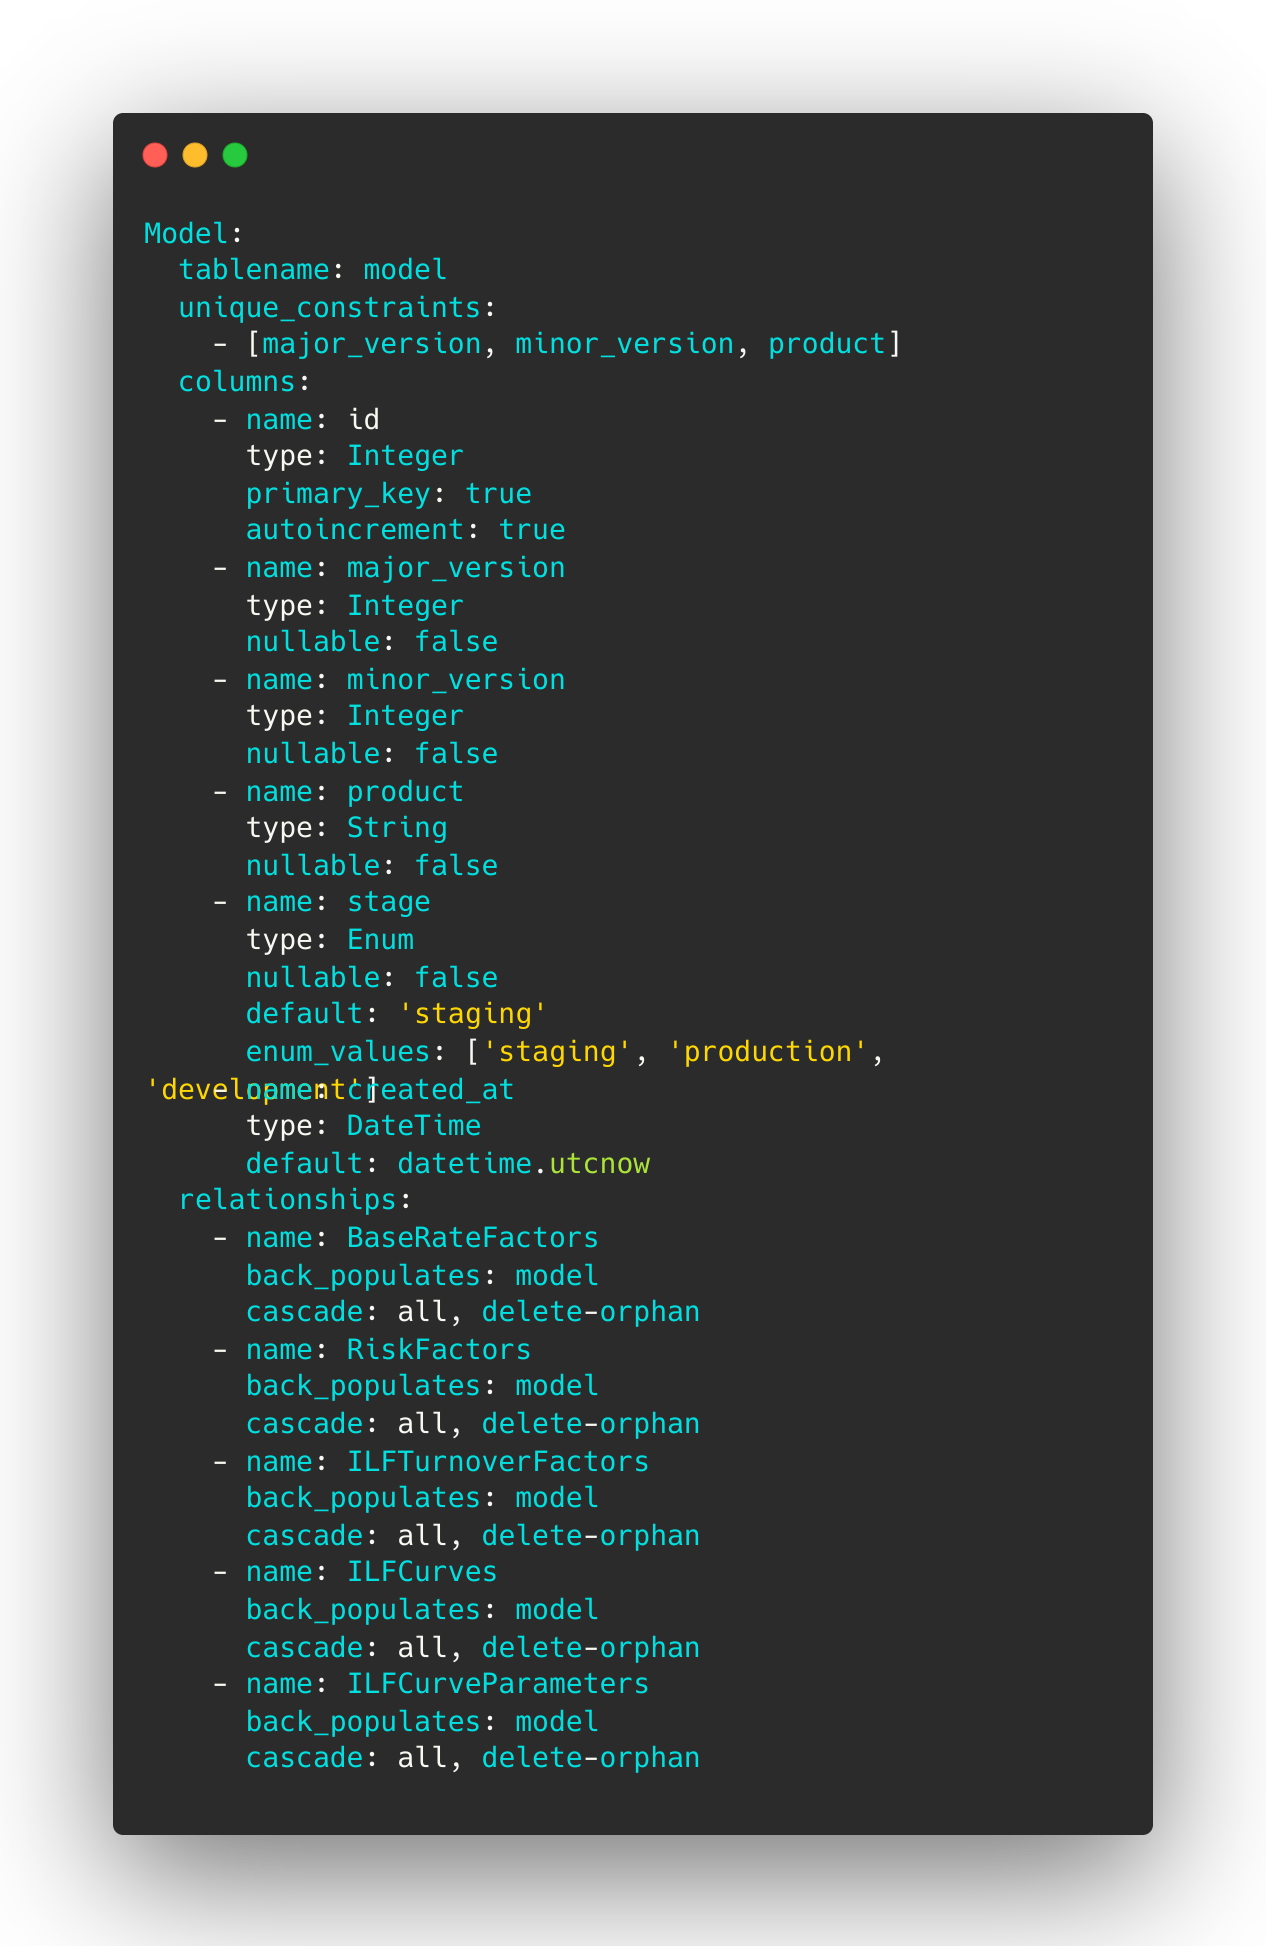 Model:
  tablename: model
  unique_constraints:
    - [major_version, minor_version, product]
  columns:
    - name: id
      type: Integer
      primary_key: true
      autoincrement: true
    - name: major_version
      type: Integer
      nullable: false
    - name: minor_version
      type: Integer
      nullable: false
    - name: product
      type: String
      nullable: false
    - name: stage
      type: Enum
      nullable: false
      default: 'staging'
      enum_values: ['staging', 'production',
'development']
    - name: created_at
      type: DateTime
      default: datetime.utcnow
  relationships:
    - name: BaseRateFactors
      back_populates: model
      cascade: all, delete-orphan
    - name: RiskFactors
      back_populates: model
      cascade: all, delete-orphan
    - name: ILFTurnoverFactors
      back_populates: model
      cascade: all, delete-orphan
    - name: ILFCurves
      back_populates: model
      cascade: all, delete-orphan
    - name: ILFCurveParameters
      back_populates: model
      cascade: all, delete-orphan